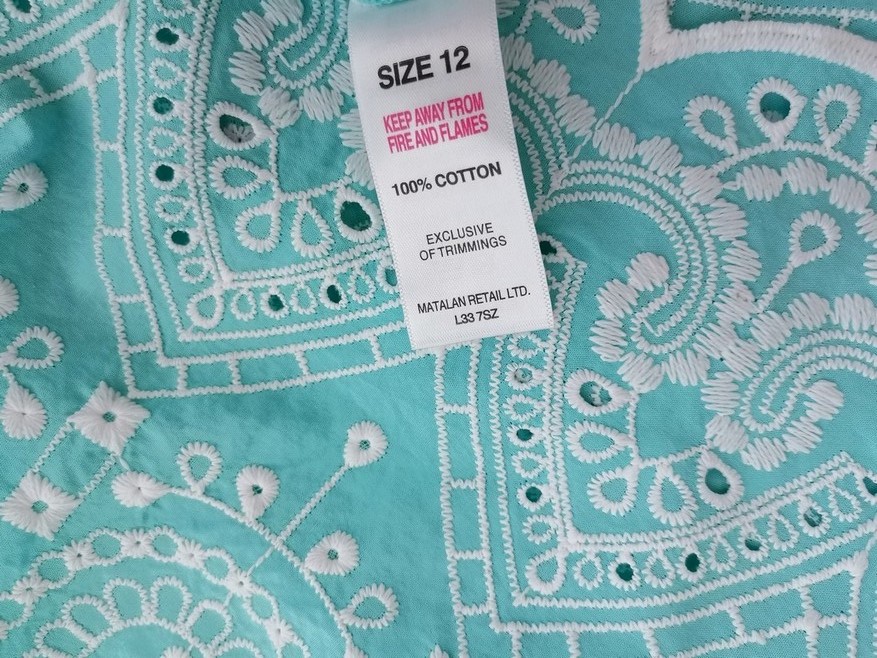 SIZE 12
KEEP AWAY FROM
FIRE AND FLAMES
100% COTTON
EXCLUSIVE
OF TRIMMINGS
MATALAN RETAIL LTD.
L33 7SZ